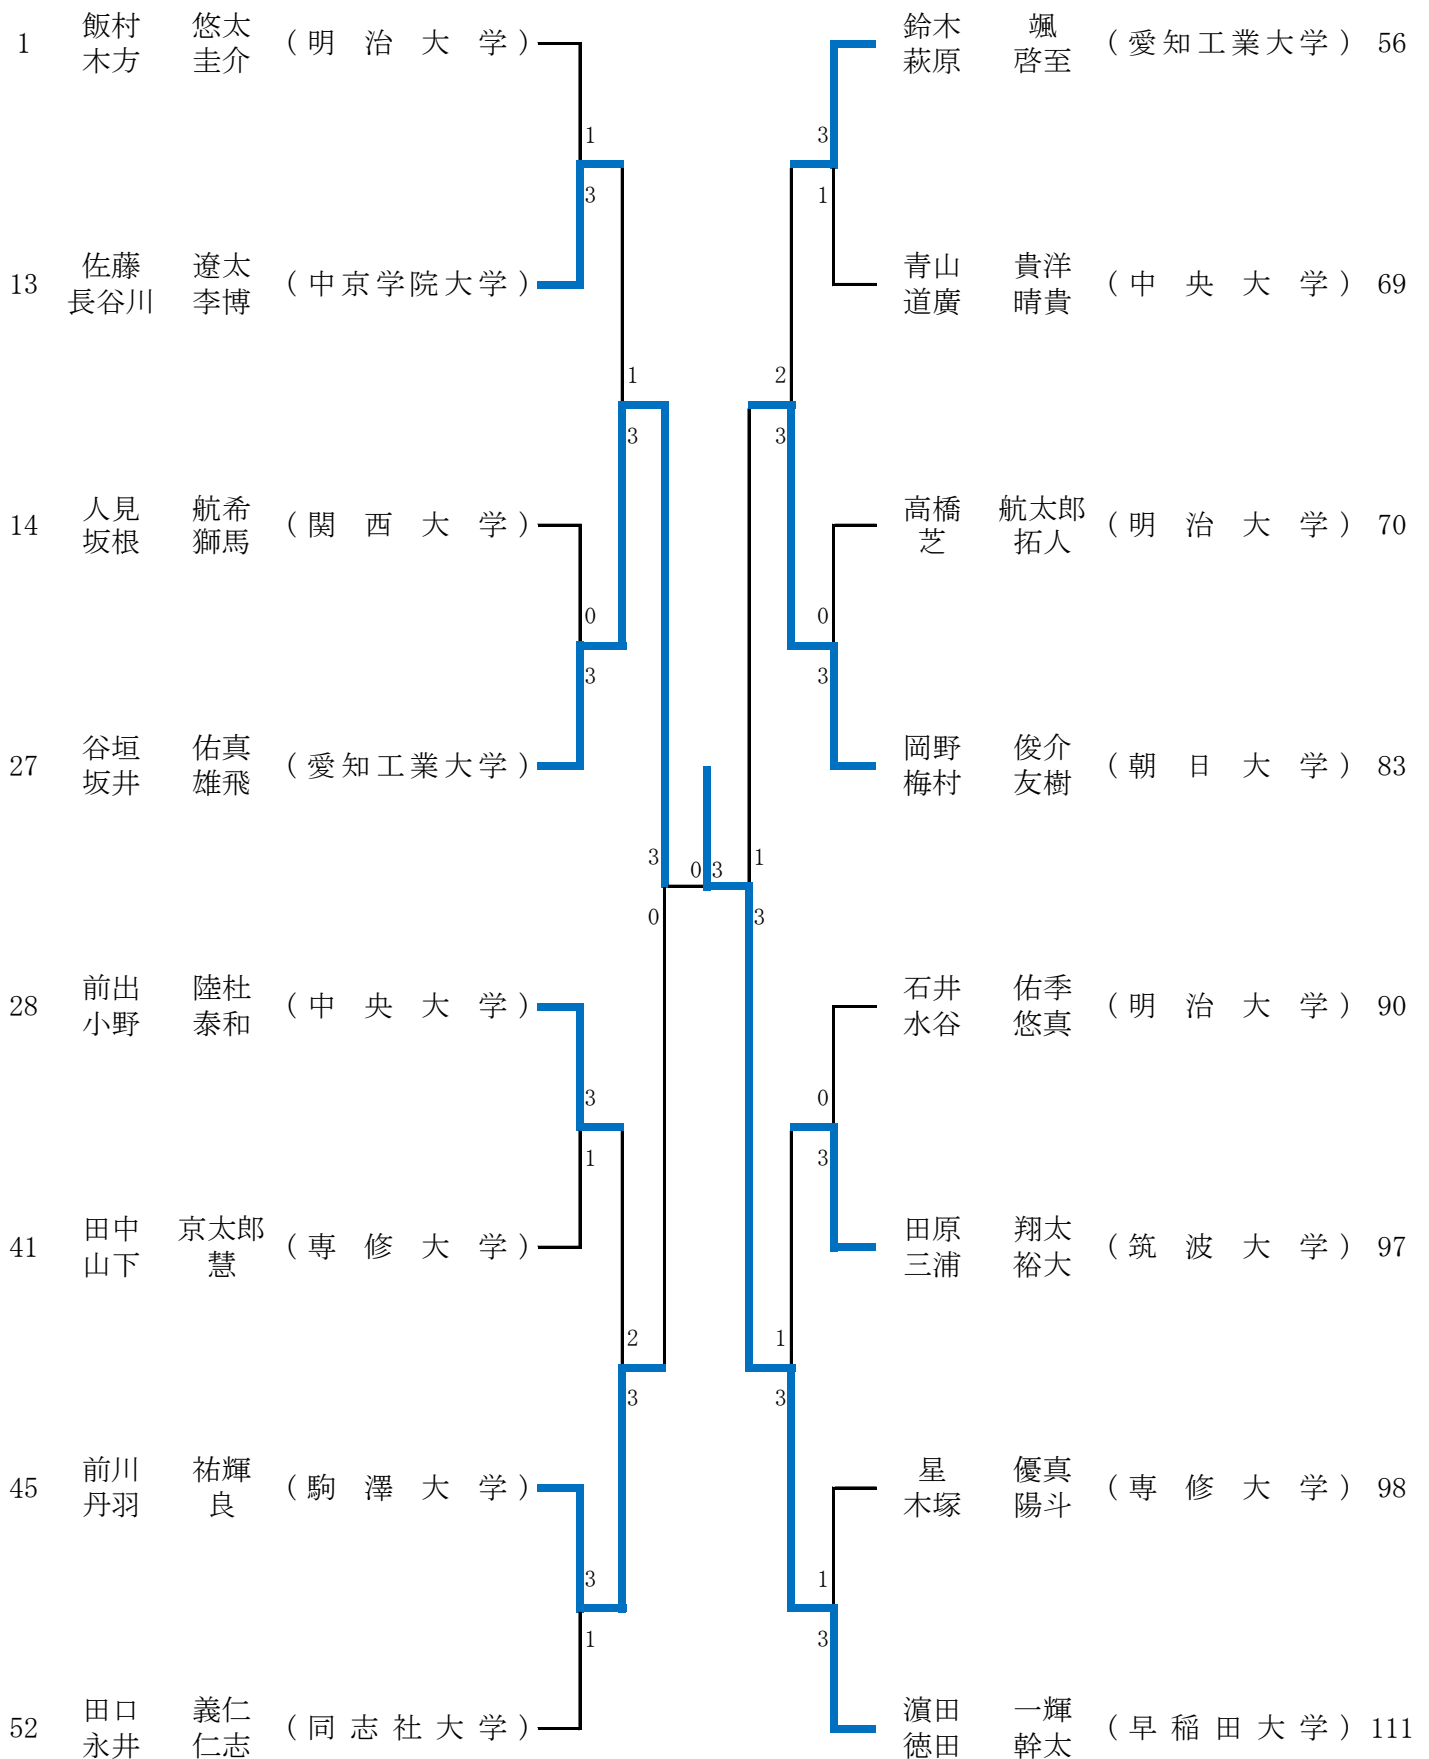 1 飯村 悠太 (明治大学)
木方 圭介
1
3
13 佐藤 遼太 (中京学院大学)
長谷川 李博
1
3
14 人見 航希 (関西大学)
坂根 獅馬
0
3
27 谷垣 佑真 (愛知工業大学)
坂井 雄飛
3
0
28 前出 陸杜 (中央大学)
小野 泰和
3
1
41 田中 京太郎 (専修大学)
山下 慧
2
3
45 前川 祐輝 (駒澤大学)
丹羽 良
3
1
52 田口 義仁 (同志社大学)
永井 仁志
0 3
鈴木 颯 (愛知工業大学) 56
萩原 啓至
3
1
青山 貴洋 (中央大学) 69
道廣 晴貴
2
3
高橋 航太郎 (明治大学) 70
芝 拓人
0
3
岡野 俊介 (朝日大学) 83
梅村 友樹
1
3
石井 佑季 (明治大学) 90
水谷 悠真
0
3
田原 翔太 (筑波大学) 97
三浦 裕大
1
3
星 優真 (専修大学) 98
木塚 陽斗
1
3
濵田 一輝 (早稲田大学) 111
徳田 幹太